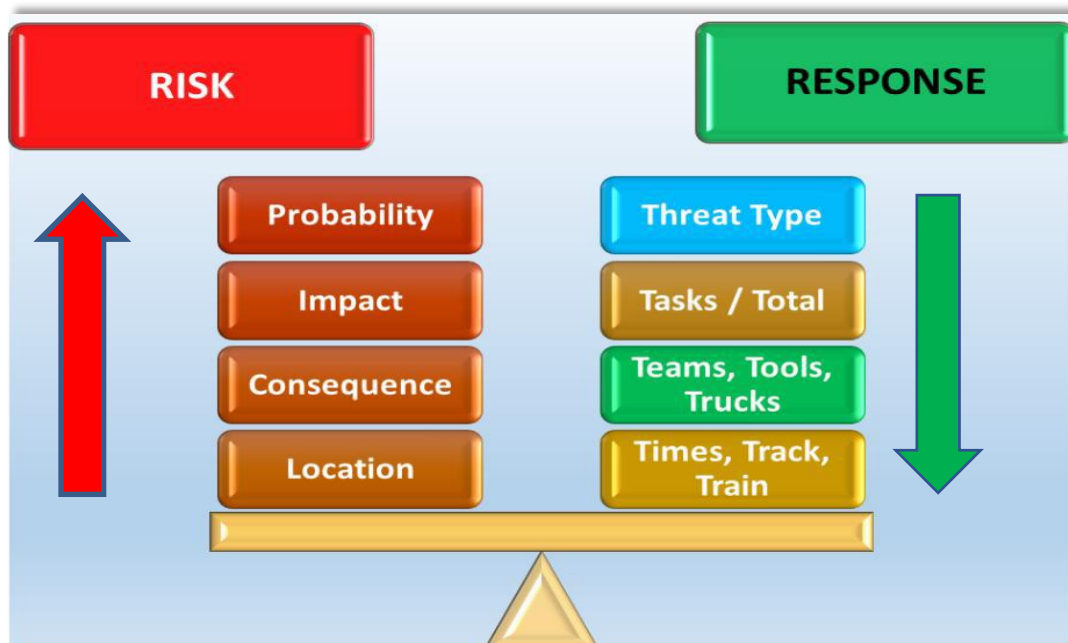 RISK
RESPONSE
Probability
Impact
Consequence
Location
Threat Type
Tasks / Total
Teams, Tools,
Trucks
Times, Track,
Train